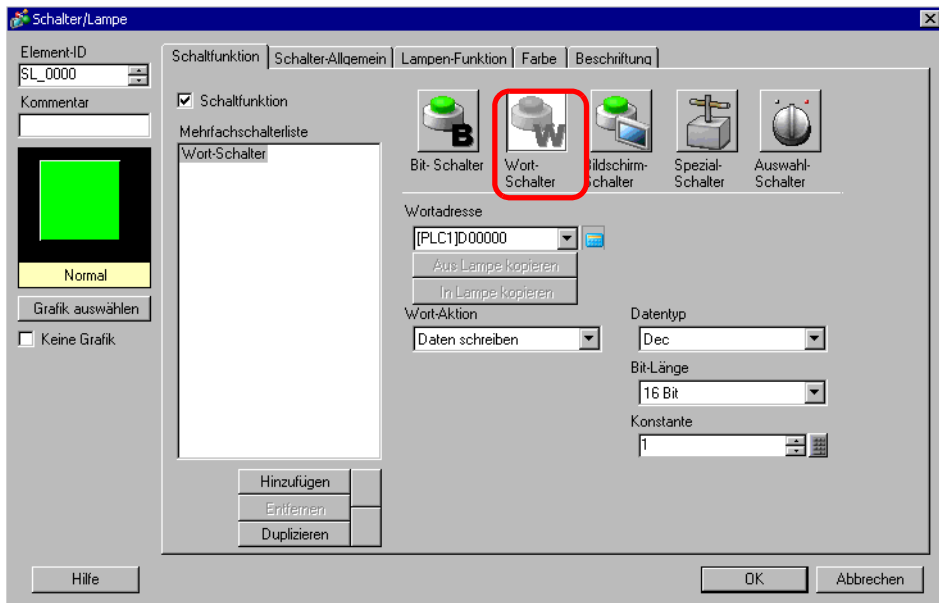 Schalter/Lampe
Element-ID
SL_0000
Kommentar
Normal
Grafik auswählen
Keine Grafik
Schaltfunktion
Schalter-Allgemein
Lampen-Funktion
Farbe
Beschriftung
Schaltfunktion
Mehrfachschalterliste
Wort-Schalter
Hinzufügen
Entfernen
Duplizieren
B
W
Bit- Schalter
Wort-
Schalter
Bildschirm-
Schalter
Spezial-
Schalter
Auswahl-
Schalter
Wortadresse
[PLC1]D00000
Aus Lampe kopieren
In Lampe kopieren
Wort-Aktion
Daten schreiben
Datentyp
Dec
Bit-Länge
16 Bit
Konstante
1
Hilfe
OK
Abbrechen